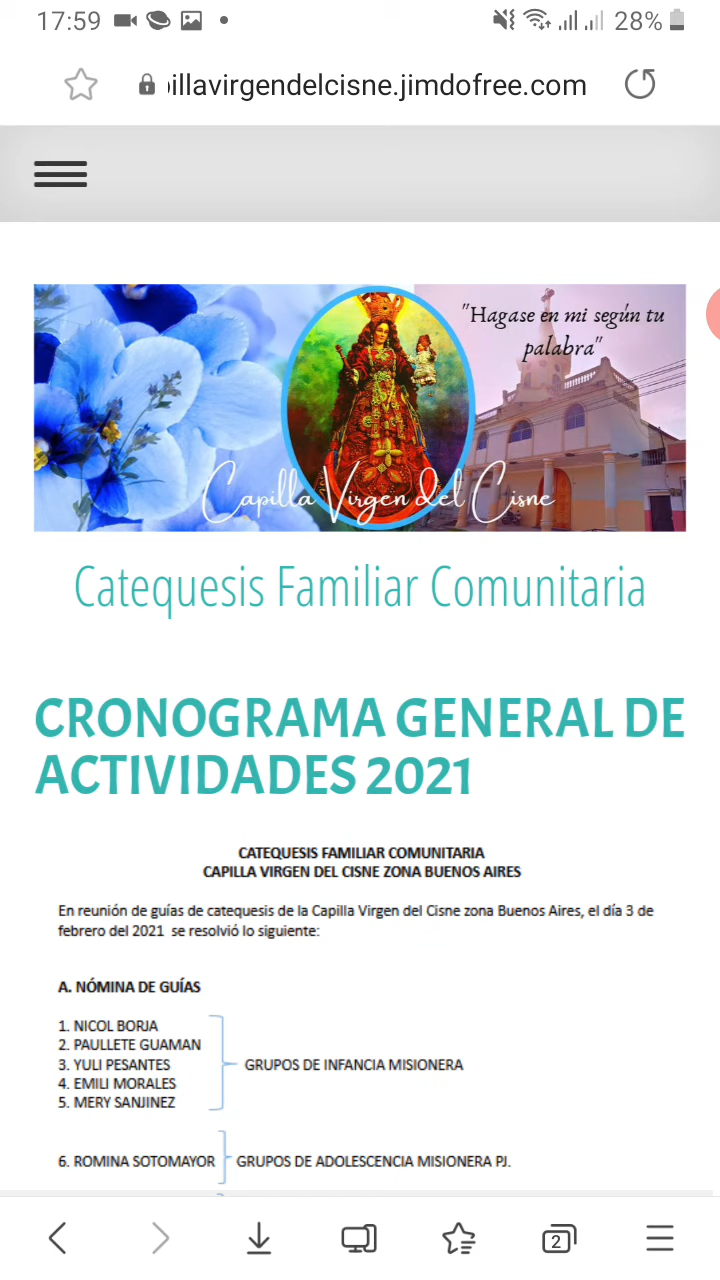 17:59
28%
illavirgendelcisne.jimdofree.com
"Hagase en mi según tu
palabra"
Capilla Virgen del Cisne
Catequesis Familiar Comunitaria
CRONOGRAMA GENERAL DE
ACTIVIDADES 2021
CATEQUESIS FAMILIAR COMUNITARIA
CAPILLA VIRGEN DEL CISNE ZONA BUENOS AIRES
En reunión de guías de catequesis de la Capilla Virgen del Cisne zona Buenos Aires, el día 3 de
febrero del 2021 se resolvió lo siguiente:
A. NÓMINA DE GUÍAS
1. NICOL BORJA
2. PAULLETE GUAMAN
3. YULI PESANTES
4. EMILI MORALES
5. MERY SANJINEZ
GRUPOS DE INFANCIA MISIONERA
6. ROMINA SOTOMAYOR
GRUPOS DE ADOLESCENCIA MISIONERA PJ.
2